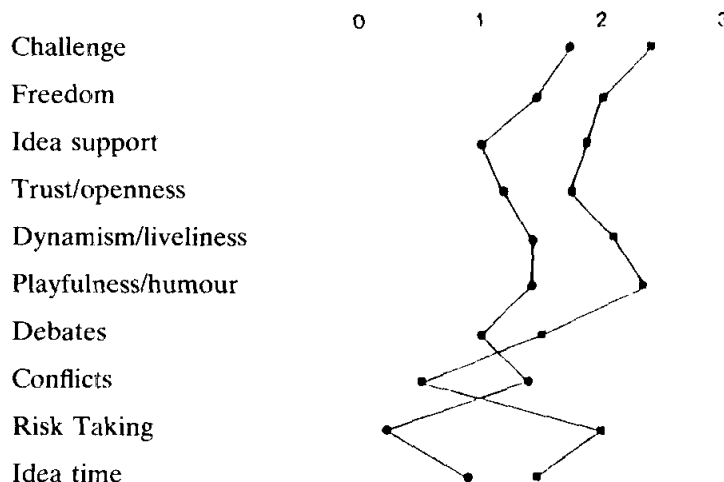 0 1 2 3
Challenge
Freedom
Idea support
Trust/openness
Dynamism/liveliness
Playfulness/humour
Debates
Conflicts
Risk Taking
Idea time